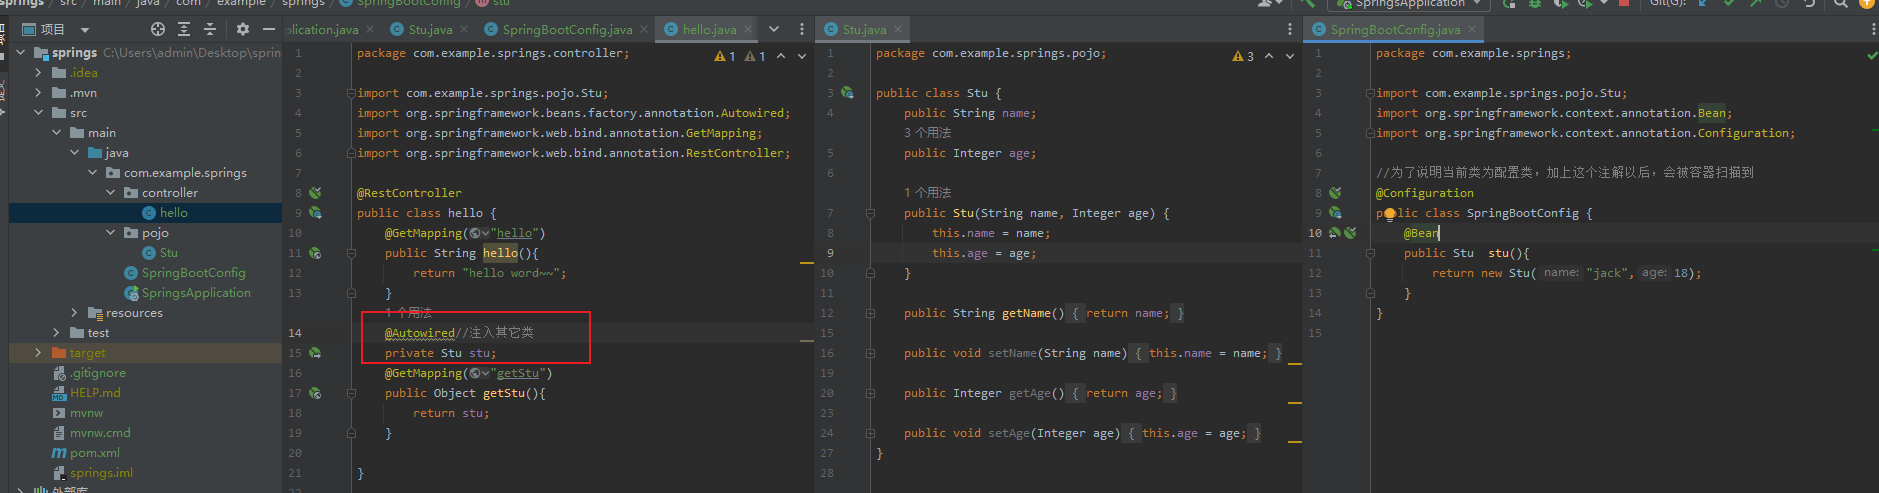 springs / src / main / java / com / example / springs / SpringBootConfig / stu
SpringsApplication
Git(G):
项目
plication.java
Stu.java
SpringBootConfig.java
hello.java
Stu.java
SpringBootConfig.java
springs C:\Users\admin\Desktop\sprin
.idea
.mvn
src
main
java
com.example.springs
controller
hello
pojo
Stu
SpringBootConfig
SpringsApplication
resources
test
target
.gitignore
HELP.md
mvnw
mvnw.cmd
pom.xml
springs.iml
外部库
1 package com.example.springs.controller;
1 1
2
3 import com.example.springs.pojo.Stu;
4 import org.springframework.beans.factory.annotation.Autowired;
5 import org.springframework.web.bind.annotation.GetMapping;
6 import org.springframework.web.bind.annotation.RestController;
7
8 @RestController
9 public class hello {
10 @GetMapping("hello")
11 public String hello(){
12 return "hello word~~";
13 }
1 个用法
14 @Autowired//注入其它类
15 private Stu stu;
16 @GetMapping("getStu")
17 public Object getStu(){
18 return stu;
19 }
20
21 }
1 package com.example.springs.pojo;
3
2
3 public class Stu {
4 public String name;
3 个用法
5 public Integer age;
6
1 个用法
7 public Stu(String name, Integer age) {
8 this.name = name;
9 this.age = age;
10 }
11
12 public String getName() { return name; }
15
16 public void setName(String name) { this.name = name; }
19
20 public Integer getAge() { return age; }
23
24 public void setAge(Integer age) { this.age = age; }
27 }
28
1 package com.example.springs;
2
3 import com.example.springs.pojo.Stu;
4 import org.springframework.context.annotation.Bean;
5 import org.springframework.context.annotation.Configuration;
6
7 //为了说明当前类为配置类，加上这个注解以后，会被容器扫描到
8 @Configuration
9 public class SpringBootConfig {
10 @Bean
11 public Stu stu(){
12 return new Stu( name: "jack", age: 18);
13 }
14 }
15